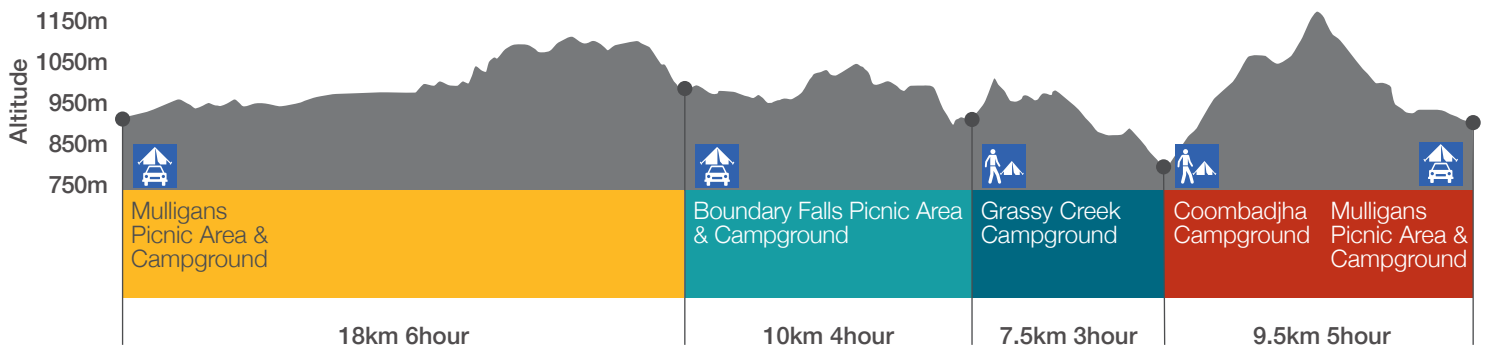 1150m
1050m
950m
850m
750m
Altitude
Mulligans
Picnic Area &
Campground
Boundary Falls Picnic Area
& Campground
Grassy Creek
Campground
Coombadjha
Campground
Mulligans
Picnic Area &
Campground
18km 6hour
10km 4hour
7.5km 3hour
9.5km 5hour